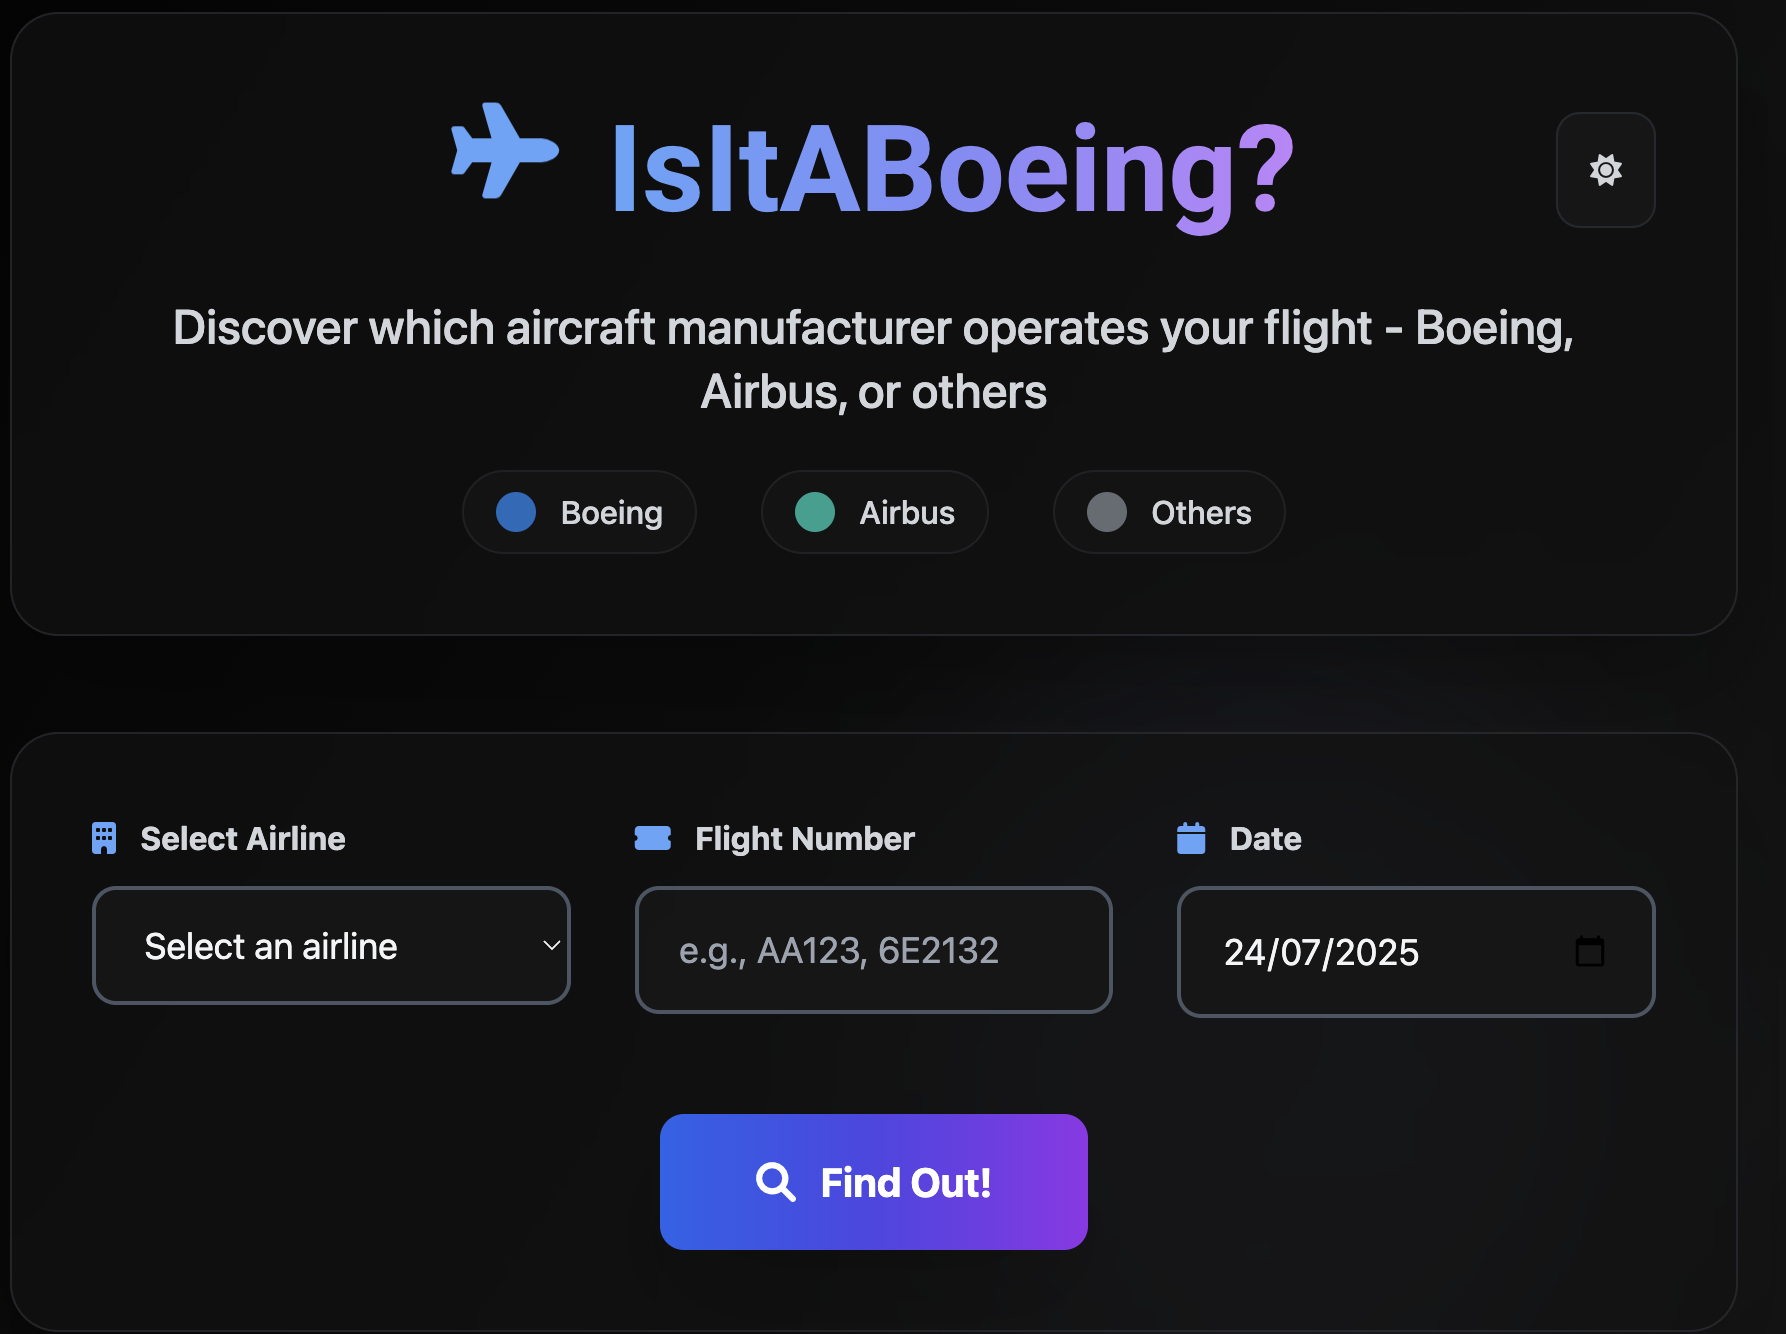 IsItABoeing?
Discover which aircraft manufacturer operates your flight - Boeing,
Airbus, or others
Boeing
Airbus
Others
Select Airline
Flight Number
Date
Select an airline
e.g., AA123, 6E2132
24/07/2025
Find Out!